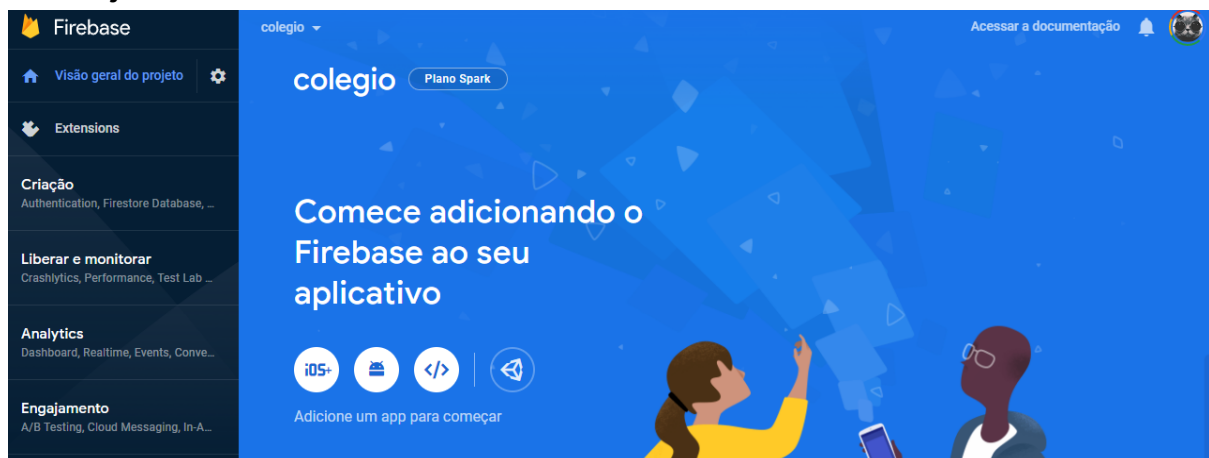 Firebase
colegio
Acessar a documentação
Visão geral do projeto
colegio
Plano Spark
Extensions
Criação
Authentication, Firestore Database, ...
Comece adicionando o
Firebase ao seu
aplicativo
Liberar e monitorar
Crashlytics, Performance, Test Lab ...
Analytics
Dashboard, Realtime, Events, Conve...
iOS+
</>
Adicione um app para começar
Engajamento
A/B Testing, Cloud Messaging, In-A...